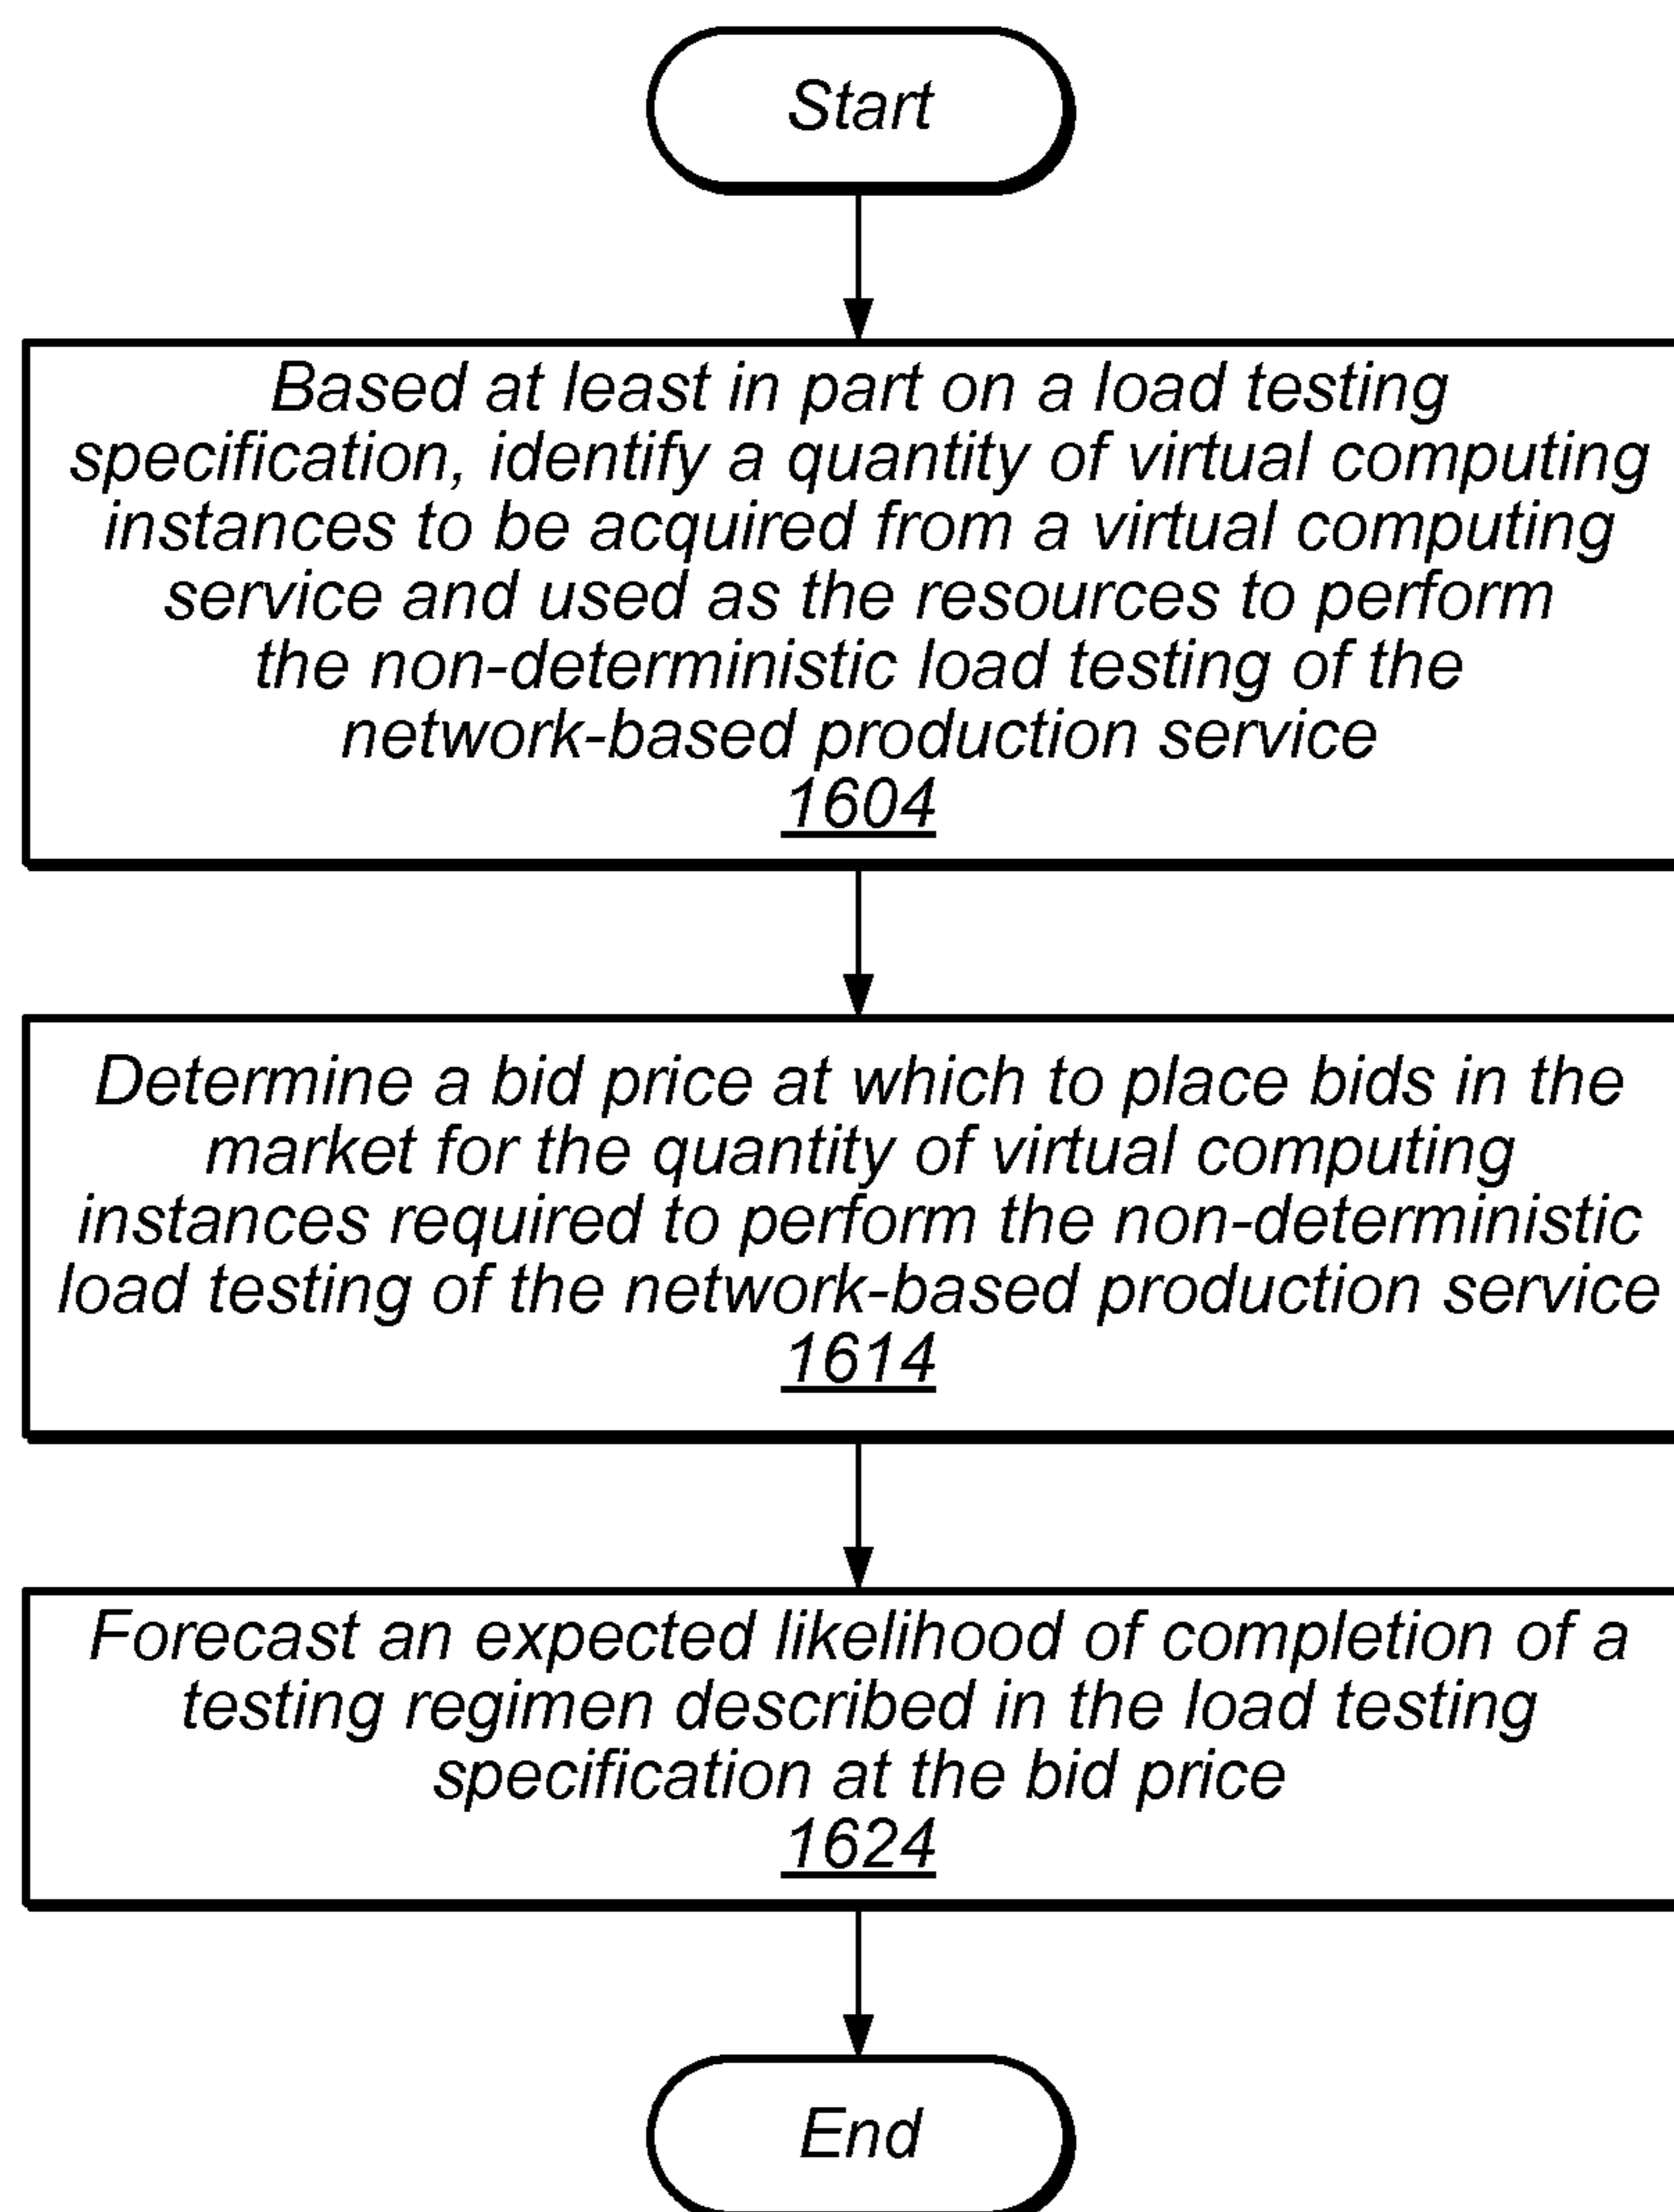 Start
Based at least in part on a load testing
specification, identify a quantity of virtual computing
instances to be acquired from a virtual computing
service and used as the resources to perform
the non-deterministic load testing of the
network-based production service
1604
Determine a bid price at which to place bids in the
market for the quantity of virtual computing
instances required to perform the non-deterministic
load testing of the network-based production service
1614
Forecast an expected likelihood of completion of a
testing regimen described in the load testing
specification at the bid price
1624
End